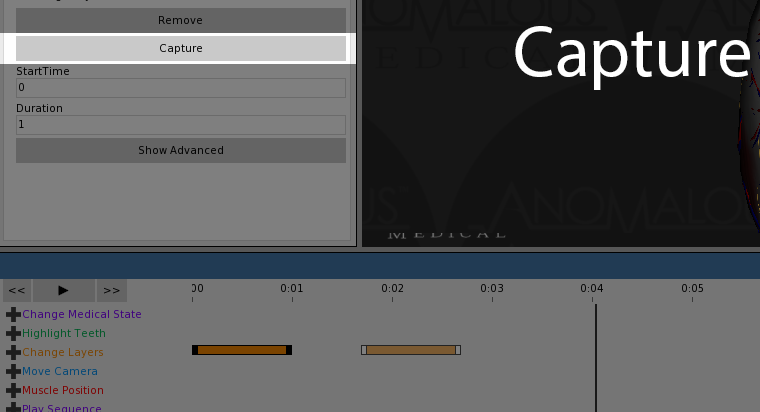 Remove
Capture
StartTime
0
Duration
1
Show Advanced
Capture
ANOMALOUS
MEDICAL
ANOMALOUS
MEDICAL
<<
>>
00
0:01
0:02
0:03
0:04
0:05
Change Medical State
Highlight Teeth
Change Layers
Move Camera
Muscle Position
Play Sequence